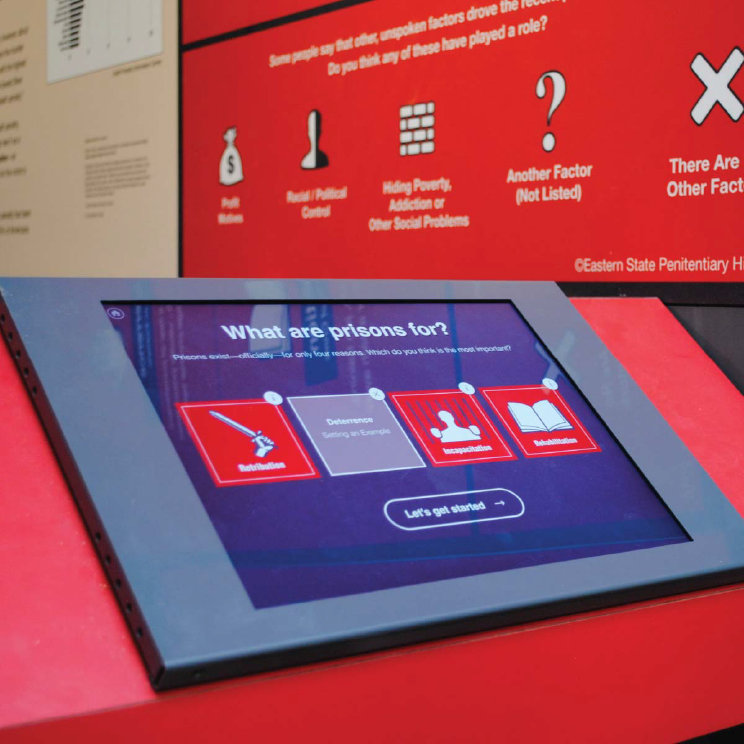 Some people say that other, unspoken factors drove the recent
Do you think any of these have played a role?
Profit
Motives
Racial / Political
Control
Hiding Poverty,
Addiction or
Other Social Problems
Another Factor
(Not Listed)
There Are
Other Fact
©Eastern State Penitentiary Hi
What are prisons for?
Prisons exist—officially—for only four reasons. Which do you think is the most important?
Retribution
Deterrence
Setting an Example
Incapacitation
Rehabilitation
Let's get started →